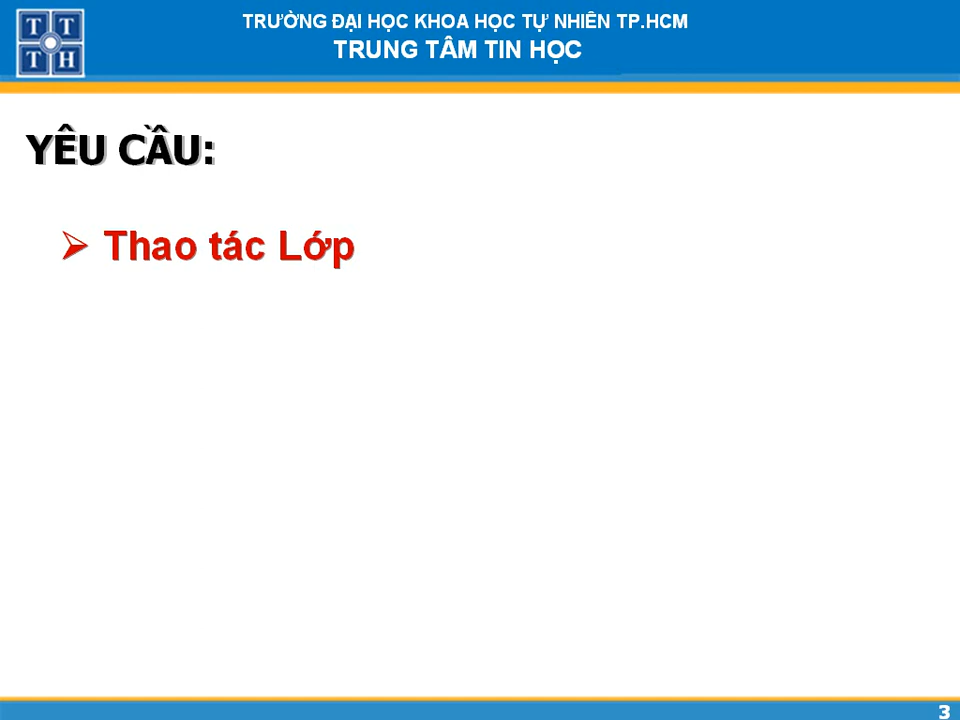 TRƯỜNG ĐẠI HỌC KHOA HỌC TỰ NHIÊN TP.HCM
TRUNG TÂM TIN HỌC
T T
T H
YÊU CẦU:
Thao tác Lớp
3